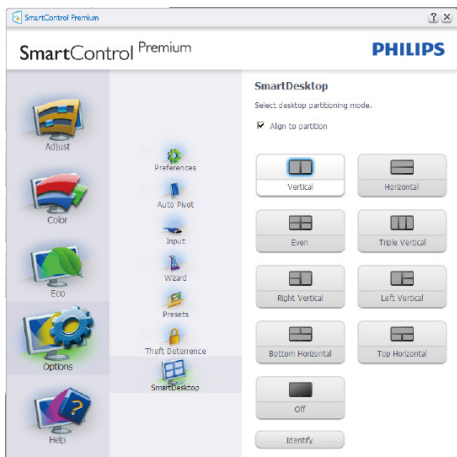 SmartControl Premium
SmartControl Premium
PHILIPS
Adjust
Color
Eco
Options
Help
Preferences
Auto Pivot
Input
Wizard
Presets
Theft Deterrence
SmartDesktop
SmartDesktop
Select desktop partitioning mode.
Align to partition
Vertical
Horizontal
Even
Triple Vertical
Right Vertical
Left Vertical
Bottom Horizontal
Top Horizontal
Off
Identify